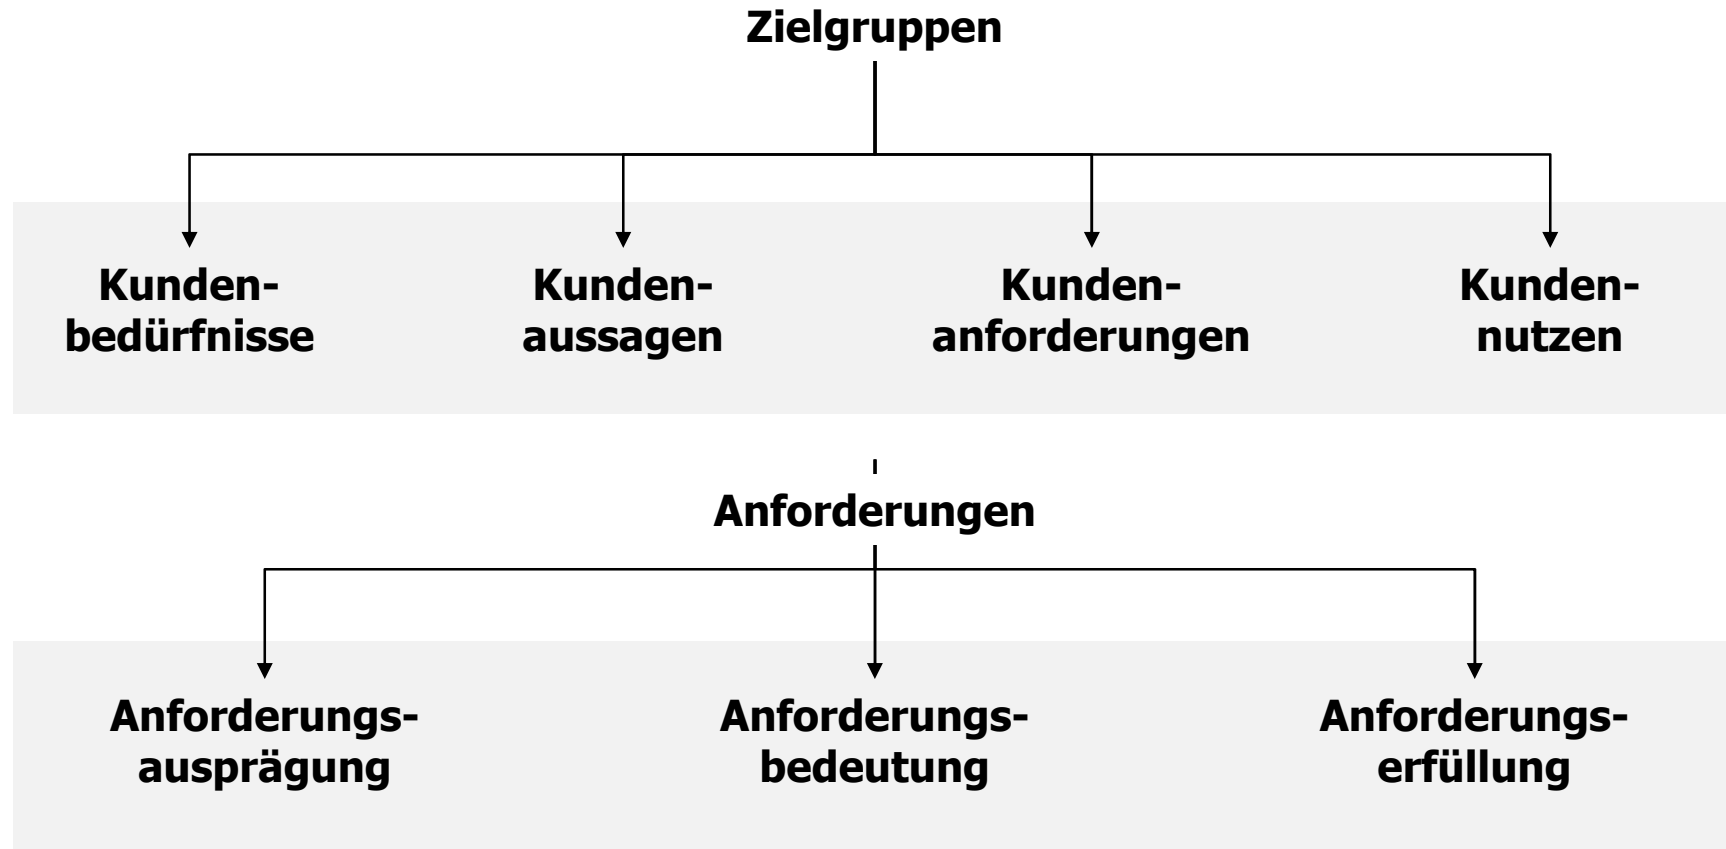 Zielgruppen
Kunden-
bedürfnisse
Kunden-
aussagen
Kunden-
anforderungen
Kunden-
nutzen
Anforderungen
Anforderungs-
ausprägung
Anforderungs-
bedeutung
Anforderungs-
erfüllung